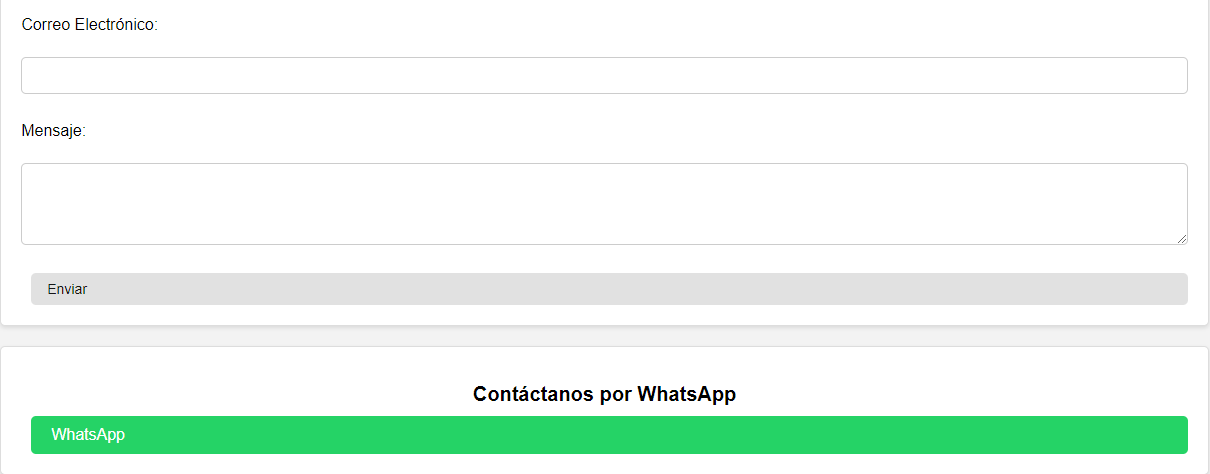 Correo Electrónico:
Mensaje:
Enviar
Contáctanos por WhatsApp
WhatsApp